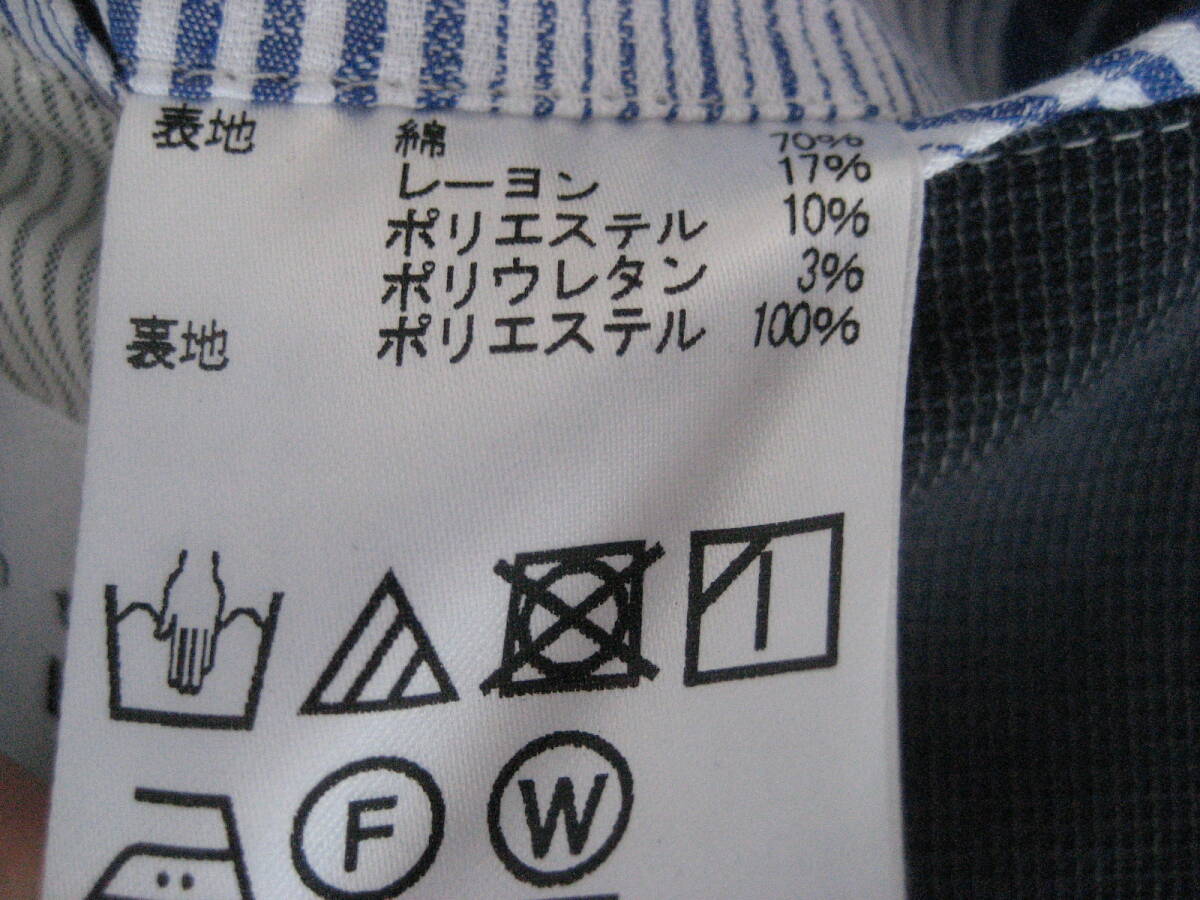 表地 綿 70%
レーヨン 17%
ポリエステル 10%
ポリウレタン 3%
裏地 ポリエステル 100%
F W